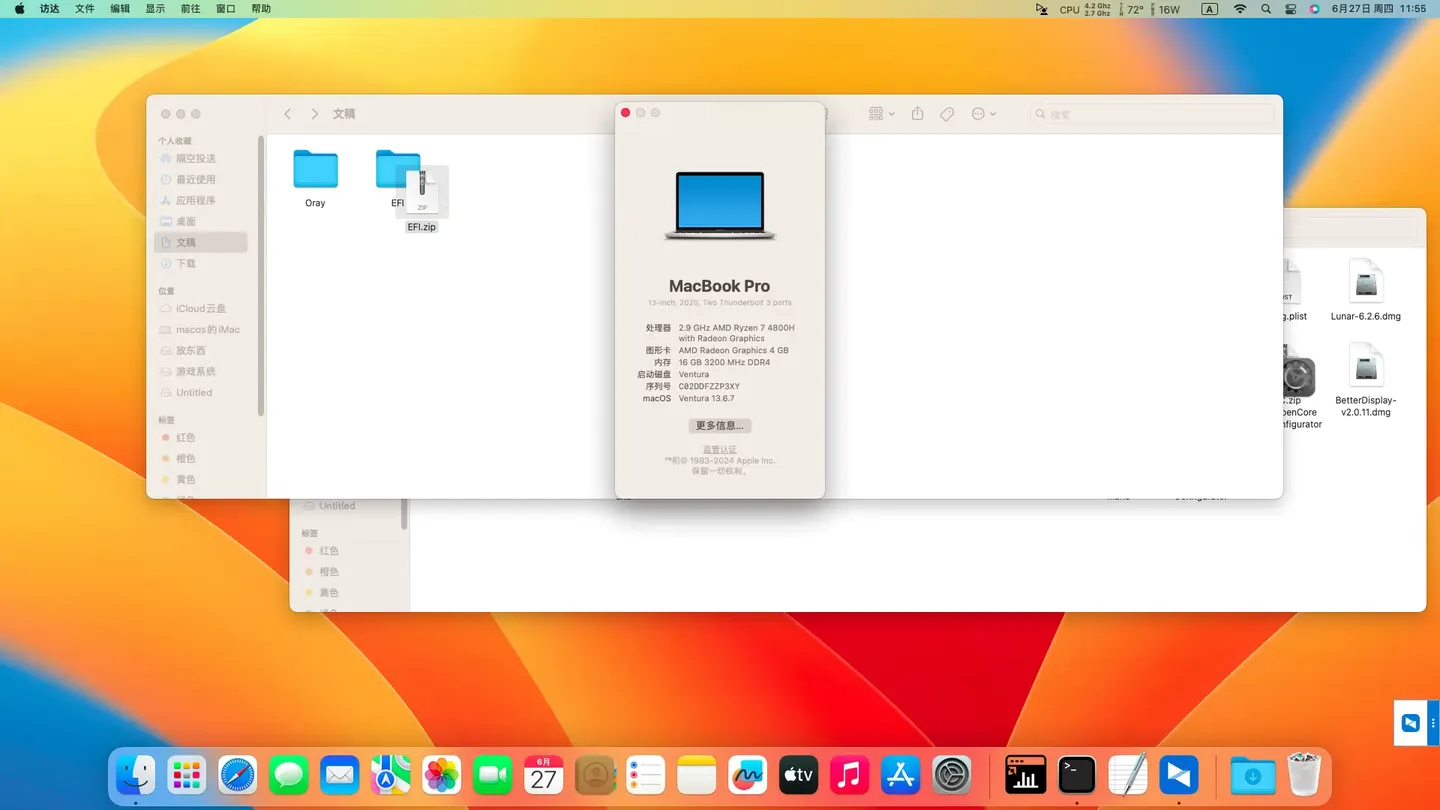 访达 文件 编辑 显示 前往 窗口 帮助
CPU 4.2 Ghz 2.7 Ghz 72° 16W A 6月27日 周四 11:55
文稿
搜索
个人收藏
隔空投送
最近使用
应用程序
桌面
文稿
下载
位置
iCloud云盘
macos的iMac
放东西
游戏系统
Untitled
标签
红色
橙色
黄色
Oray
EFI
ZIP
EFI.zip
MacBook Pro
13-inch, 2020, Two Thunderbolt 3 ports
处理器 2.9 GHz AMD Ryzen 7 4800H
with Radeon Graphics
图形卡 AMD Radeon Graphics 4 GB
内存 16 GB 3200 MHz DDR4
启动磁盘 Ventura
序列号 C02DDFZZP3XY
macOS Ventura 13.6.7
更多信息...
监管认证
™和© 1983-2024 Apple Inc.
保留一切权利。
g.plist
Lunar-6.2.6.dmg
C.zip
BetterDisplay-
v2.0.11.dmg
penCore
nfigurator
Untitled
标签
红色
橙色
黄色
6月
27
tv